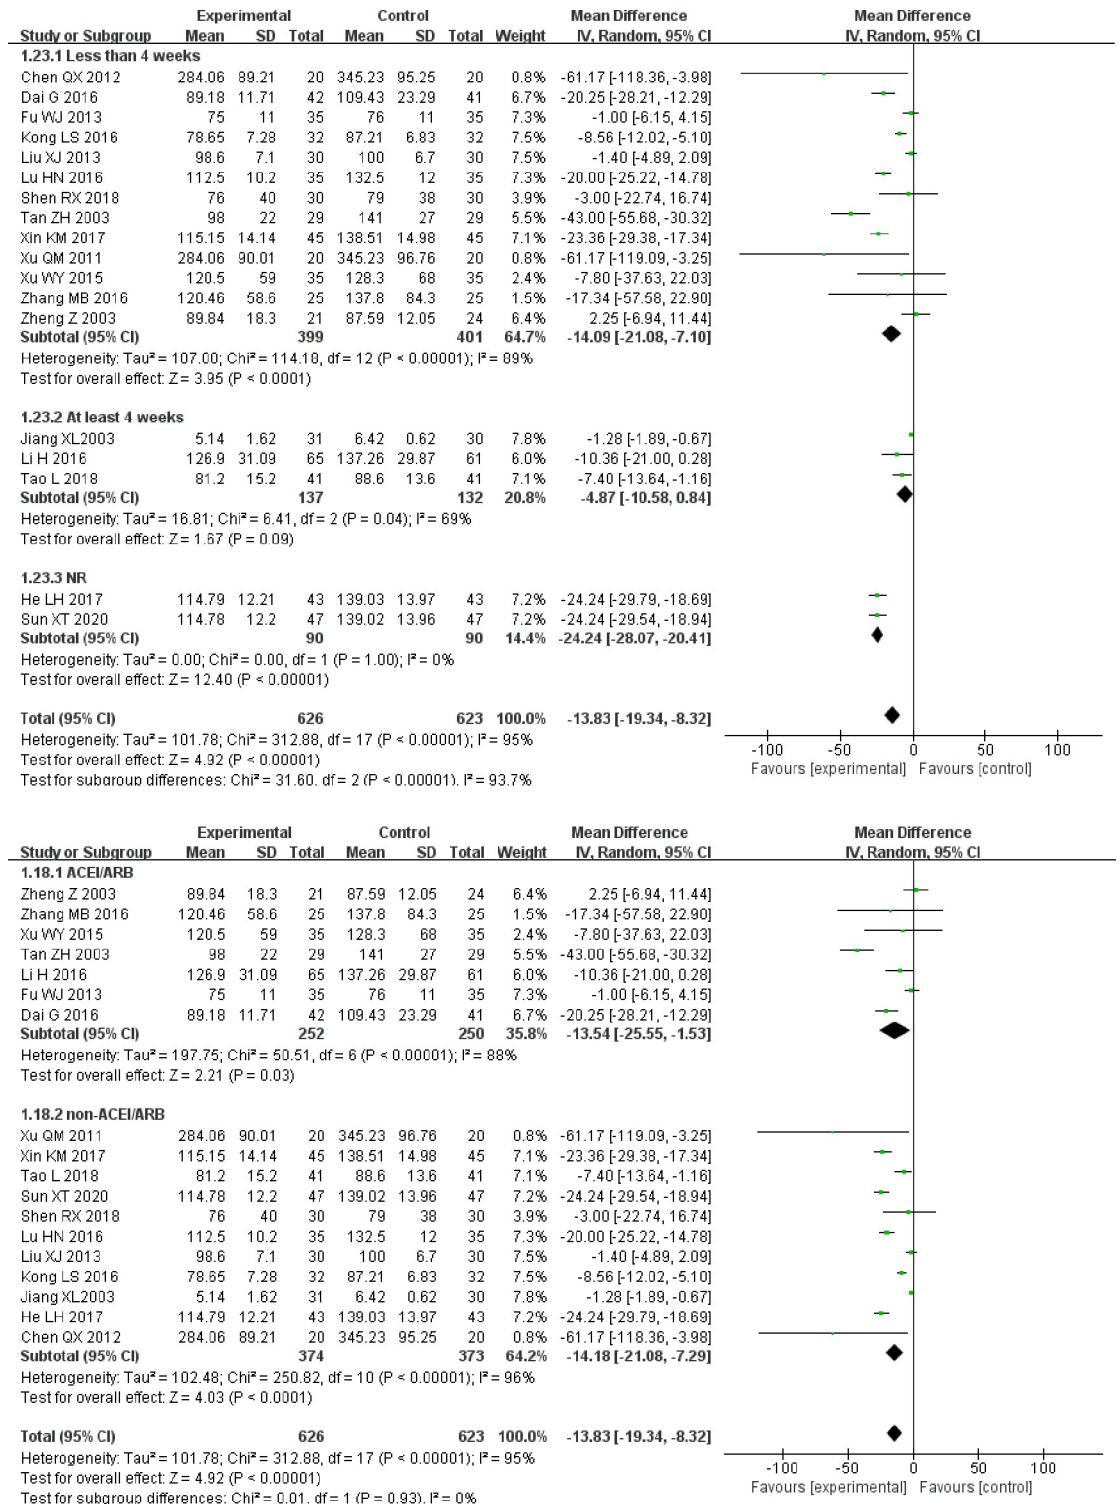 Experimental Control Mean Difference Mean Difference
Study or Subgroup Mean SD Total Mean SD Total Weight IV, Random, 95% CI IV, Random, 95% CI
1.23.1 Less than 4 weeks
Chen QX 2012 284.06 89.21 20 345.23 95.25 20 0.8% -61.17 [-118.36, -3.98]
Dai G 2016 89.18 11.71 42 109.43 23.29 41 6.7% -20.25 [-28.21, -12.29]
Fu WJ 2013 75 11 35 76 11 35 7.3% -1.00 [-6.15, 4.15]
Kong LS 2016 78.65 7.28 32 87.21 6.83 32 7.5% -8.56 [-12.02, -5.10]
Liu XJ 2013 98.6 7.1 30 100 6.7 30 7.5% -1.40 [-4.89, 2.09]
Lu HN 2016 112.5 10.2 35 132.5 12 35 7.3% -20.00 [-25.22, -14.78]
Shen RX 2018 76 40 30 79 38 30 3.9% -3.00 [-22.74, 16.74]
Tan ZH 2003 98 22 29 141 27 29 5.5% -43.00 [-55.68, -30.32]
Xin KM 2017 115.15 14.14 45 138.51 14.98 45 7.1% -23.36 [-29.38, -17.34]
Xu QM 2011 284.06 90.01 20 345.23 96.76 20 0.8% -61.17 [-119.09, -3.25]
Xu WY 2015 120.5 59 35 128.3 68 35 2.4% -7.80 [-37.63, 22.03]
Zhang MB 2016 120.46 58.6 25 137.8 84.3 25 1.5% -17.34 [-57.58, 22.90]
Zheng Z 2003 89.84 18.3 21 87.59 12.05 24 6.4% 2.25 [-6.94, 11.44]
Subtotal (95% CI) 399 401 64.7% -14.09 [-21.08, -7.10]
Heterogeneity: Tau² = 107.00; Chi² = 114.18, df = 12 (P < 0.00001); I² = 89%
Test for overall effect: Z = 3.95 (P < 0.0001)
1.23.2 At least 4 weeks
Jiang XL2003 5.14 1.62 31 6.42 0.62 30 7.8% -1.28 [-1.89, -0.67]
Li H 2016 126.9 31.09 65 137.26 29.87 61 6.0% -10.36 [-21.00, 0.28]
Tao L 2018 81.2 15.2 41 88.6 13.6 41 7.1% -7.40 [-13.64, -1.16]
Subtotal (95% CI) 137 132 20.8% -4.87 [-10.58, 0.84]
Heterogeneity: Tau² = 16.81; Chi² = 6.41, df = 2 (P = 0.04); I² = 69%
Test for overall effect: Z = 1.67 (P = 0.09)
1.23.3 NR
He LH 2017 114.79 12.21 43 139.03 13.97 43 7.2% -24.24 [-29.79, -18.69]
Sun XT 2020 114.78 12.2 47 139.02 13.96 47 7.2% -24.24 [-29.54, -18.94]
Subtotal (95% CI) 90 90 14.4% -24.24 [-28.07, -20.41]
Heterogeneity: Tau² = 0.00; Chi² = 0.00, df = 1 (P = 1.00); I² = 0%
Test for overall effect: Z = 12.40 (P < 0.00001)
Total (95% CI) 626 623 100.0% -13.83 [-19.34, -8.32]
Heterogeneity: Tau² = 101.78; Chi² = 312.88, df = 17 (P < 0.00001); I² = 95%
Test for overall effect: Z = 4.92 (P < 0.00001)
Test for subgroup differences: Chi² = 31.60. df = 2 (P < 0.00001). I² = 93.7%
-100 -50 0 50 100
Favours [experimental] Favours [control]
Experimental Control Mean Difference Mean Difference
Study or Subgroup Mean SD Total Mean SD Total Weight IV, Random, 95% CI IV, Random, 95% CI
1.18.1 ACEI/ARB
Zheng Z 2003 89.84 18.3 21 87.59 12.05 24 6.4% 2.25 [-6.94, 11.44]
Zhang MB 2016 120.46 58.6 25 137.8 84.3 25 1.5% -17.34 [-57.58, 22.90]
Xu WY 2015 120.5 59 35 128.3 68 35 2.4% -7.80 [-37.63, 22.03]
Tan ZH 2003 98 22 29 141 27 29 5.5% -43.00 [-55.68, -30.32]
Li H 2016 126.9 31.09 65 137.26 29.87 61 6.0% -10.36 [-21.00, 0.28]
Fu WJ 2013 75 11 35 76 11 35 7.3% -1.00 [-6.15, 4.15]
Dai G 2016 89.18 11.71 42 109.43 23.29 41 6.7% -20.25 [-28.21, -12.29]
Subtotal (95% CI) 252 250 35.8% -13.54 [-25.55, -1.53]
Heterogeneity: Tau² = 197.75; Chi² = 50.51, df = 6 (P < 0.00001); I² = 88%
Test for overall effect: Z = 2.21 (P = 0.03)
1.18.2 non-ACEI/ARB
Xu QM 2011 284.06 90.01 20 345.23 96.76 20 0.8% -61.17 [-119.09, -3.25]
Xin KM 2017 115.15 14.14 45 138.51 14.98 45 7.1% -23.36 [-29.38, -17.34]
Tao L 2018 81.2 15.2 41 88.6 13.6 41 7.1% -7.40 [-13.64, -1.16]
Sun XT 2020 114.78 12.2 47 139.02 13.96 47 7.2% -24.24 [-29.54, -18.94]
Shen RX 2018 76 40 30 79 38 30 3.9% -3.00 [-22.74, 16.74]
Lu HN 2016 112.5 10.2 35 132.5 12 35 7.3% -20.00 [-25.22, -14.78]
Liu XJ 2013 98.6 7.1 30 100 6.7 30 7.5% -1.40 [-4.89, 2.09]
Kong LS 2016 78.65 7.28 32 87.21 6.83 32 7.5% -8.56 [-12.02, -5.10]
Jiang XL2003 5.14 1.62 31 6.42 0.62 30 7.8% -1.28 [-1.89, -0.67]
He LH 2017 114.79 12.21 43 139.03 13.97 43 7.2% -24.24 [-29.79, -18.69]
Chen QX 2012 284.06 89.21 20 345.23 95.25 20 0.8% -61.17 [-118.36, -3.98]
Subtotal (95% CI) 374 373 64.2% -14.18 [-21.08, -7.29]
Heterogeneity: Tau² = 102.48; Chi² = 250.82, df = 10 (P < 0.00001); I² = 96%
Test for overall effect: Z = 4.03 (P < 0.0001)
Total (95% CI) 626 623 100.0% -13.83 [-19.34, -8.32]
Heterogeneity: Tau² = 101.78; Chi² = 312.88, df = 17 (P < 0.00001); I² = 95%
Test for overall effect: Z = 4.92 (P < 0.00001)
Test for subgroup differences: Chi² = 0.01. df = 1 (P = 0.93). I² = 0%
-100 -50 0 50 100
Favours [experimental] Favours [control]